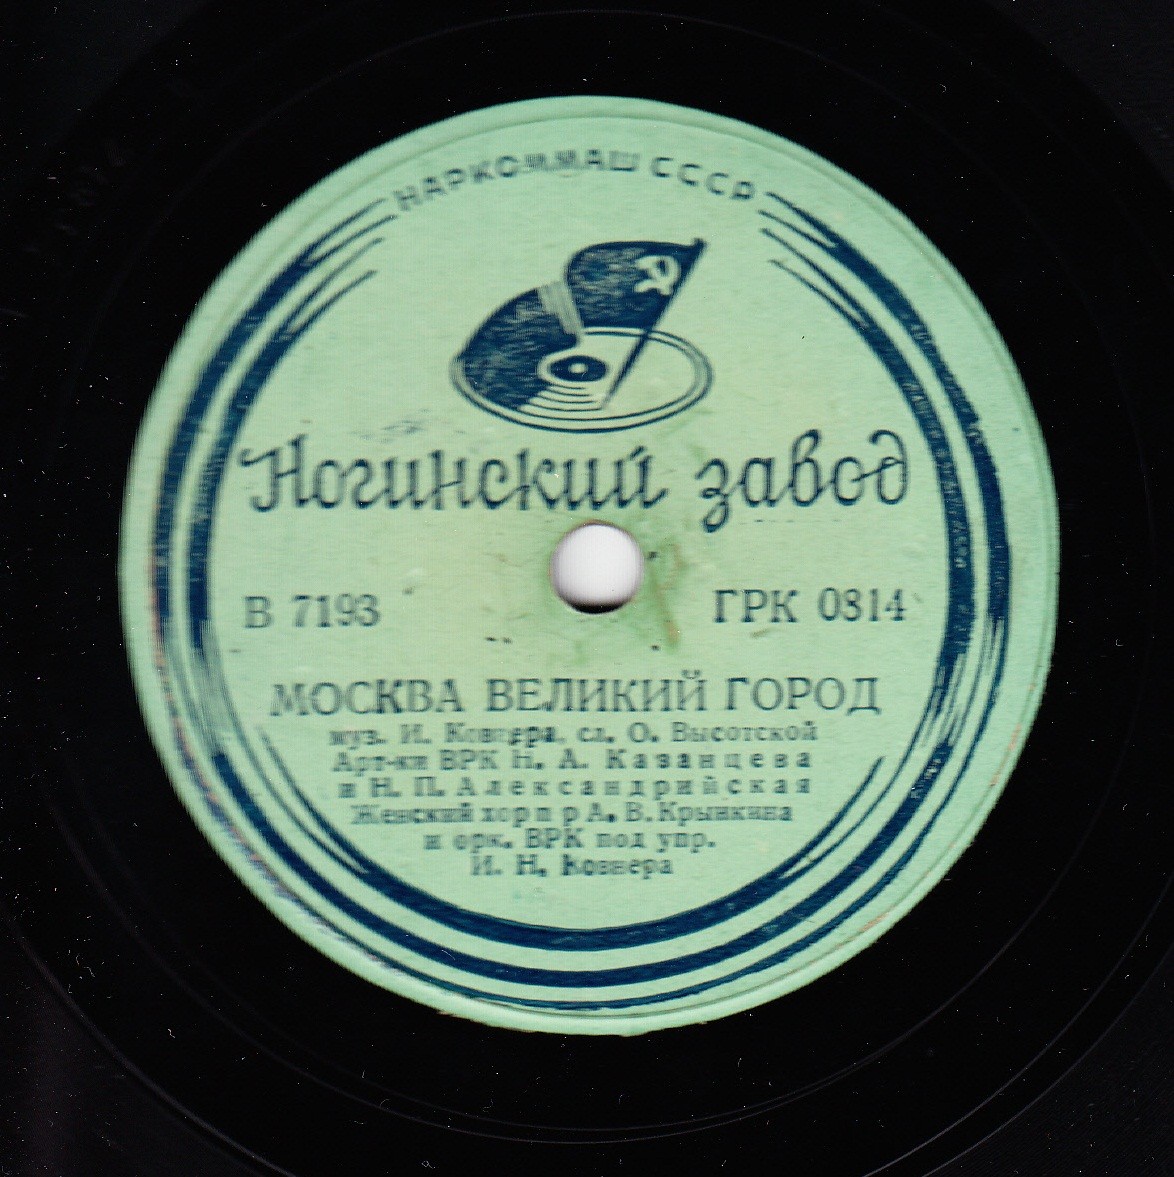 НАРКОММАШ СССР
Ногинский завод
В 7193 ГРК 0814
МОСКВА ВЕЛИКИЙ ГОРОД
муз. И. Ковнера, сл. О. Высотской
Арт-ки ВРК Н. А. Казанцева
и Н. П. Александрийская
Женский хор п р А. В. Крынкина
и орк. ВРК под упр.
И. Н. Ковнера